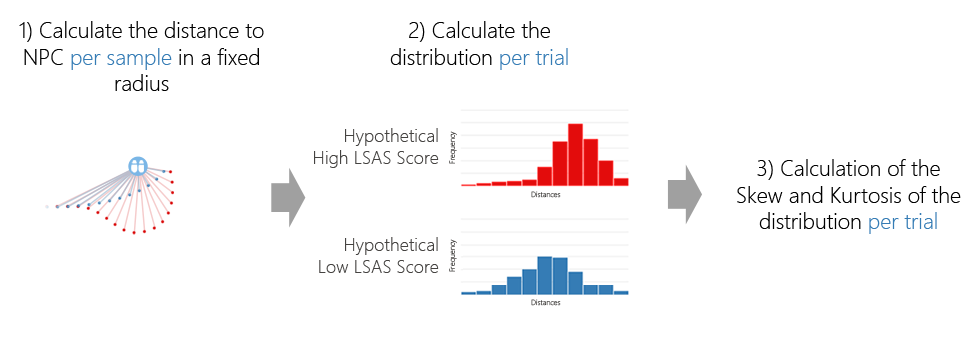 1) Calculate the distance to
NPC per sample in a fixed
radius
2) Calculate the
distribution per trial
Hypothetical
High LSAS Score
Frequency
Distances
Hypothetical
Low LSAS Score
Frequency
Distances
3) Calculation of the
Skew and Kurtosis of the
distribution per trial